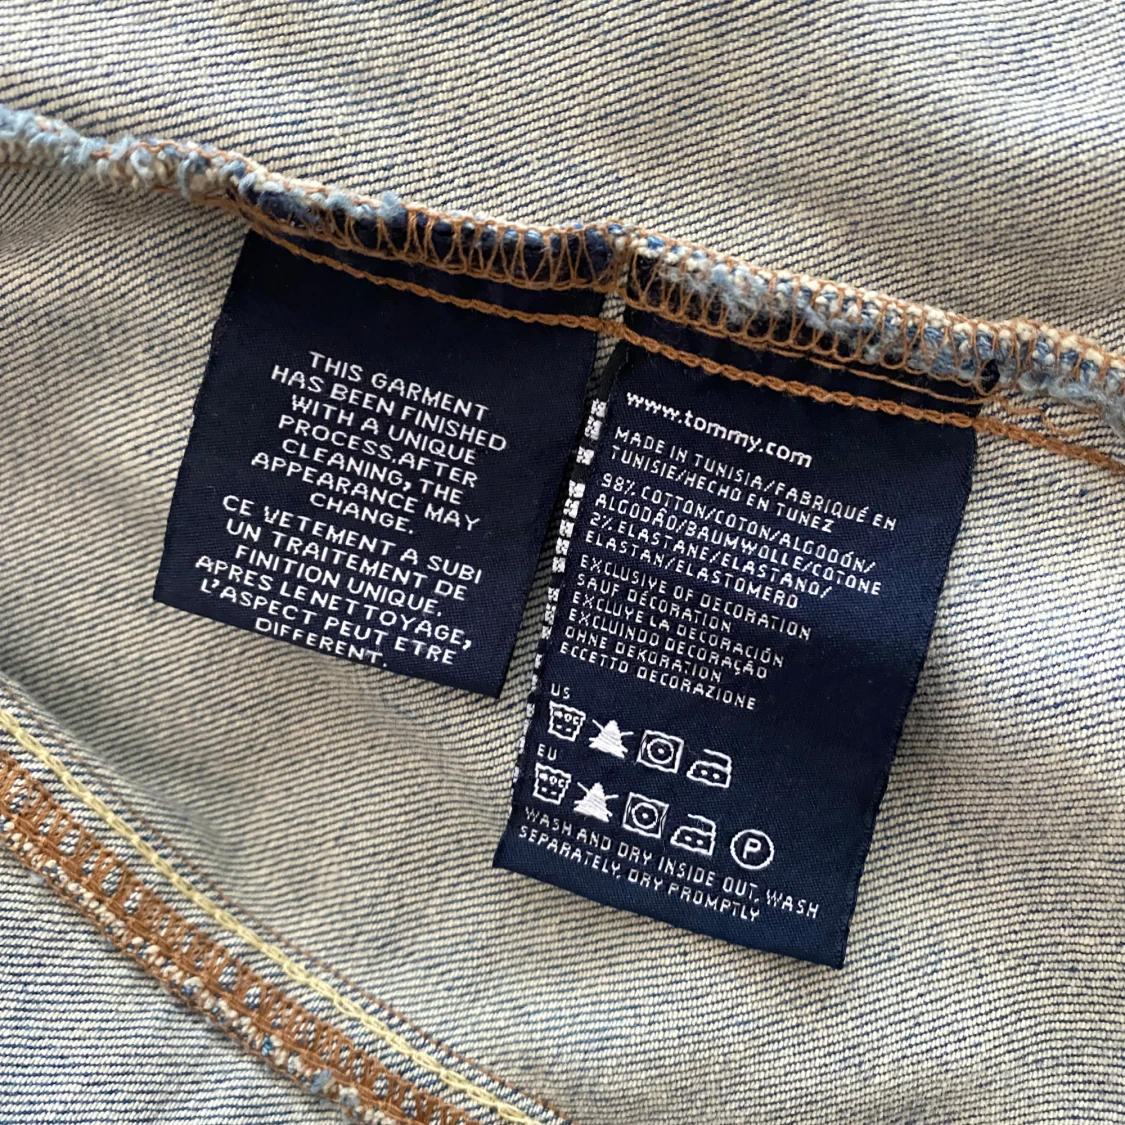 THIS GARMENT
HAS BEEN FINISHED
WITH A UNIQUE
PROCESS.AFTER
CLEANING, THE
APPEARANCE MAY
CHANGE.
CE VETEMENT A SUBI
UN TRAITEMENT DE
FINITION UNIQUE.
APRES LENETTOYAGE,
L'ASPECT PEUT ETRE
DIFFERENT.
www.tommy.com
MADE IN TUNISIA/FABRIQUÉ EN
TUNISIE/HECHO EN TUNEZ
98% COTTON/COTON/ALGODÓN/
ALGODÃO/BAUMWOLLE/COTONE
2% ELASTANE/ELASTANO/
ELASTAN/ELASTOMERO
EXCLUSIVE OF DECORATION
SAUF DÉCORATION
EXCLUYE LA DECORACIÓN
EXCLUINDO DECORAÇÃO
OHNE DEKORATION
ECCETTO DECORAZIONE
US
EU
P
WASH AND DRY INSIDE OUT, WASH
SEPARATELY, DRY PROMPTLY